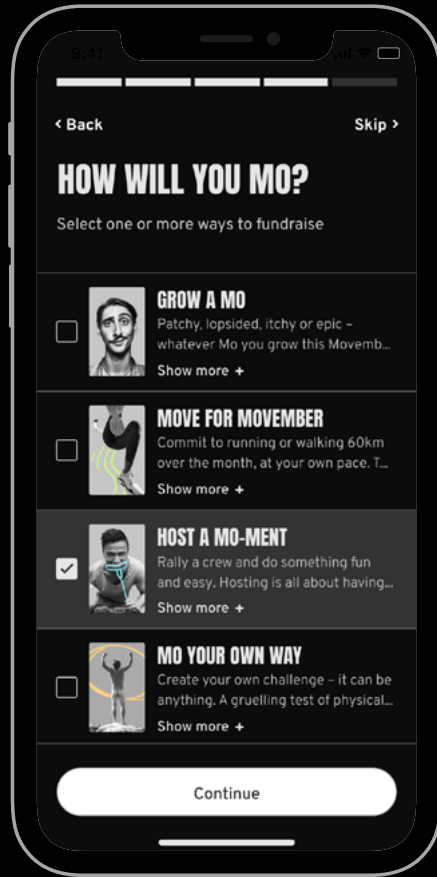 9:41
‹ Back
Skip ›
HOW WILL YOU MO?
Select one or more ways to fundraise
GROW A MO
Patchy, lopsided, itchy or epic –
whatever Mo you grow this Movemb...
Show more +
MOVE FOR MOVEMBER
Commit to running or walking 60km
over the month, at your own pace. T...
Show more +
HOST A MO-MENT
Rally a crew and do something fun
and easy. Hosting is all about having...
Show more +
MO YOUR OWN WAY
Create your own challenge – it can be
anything. A gruelling test of physical...
Show more +
Continue